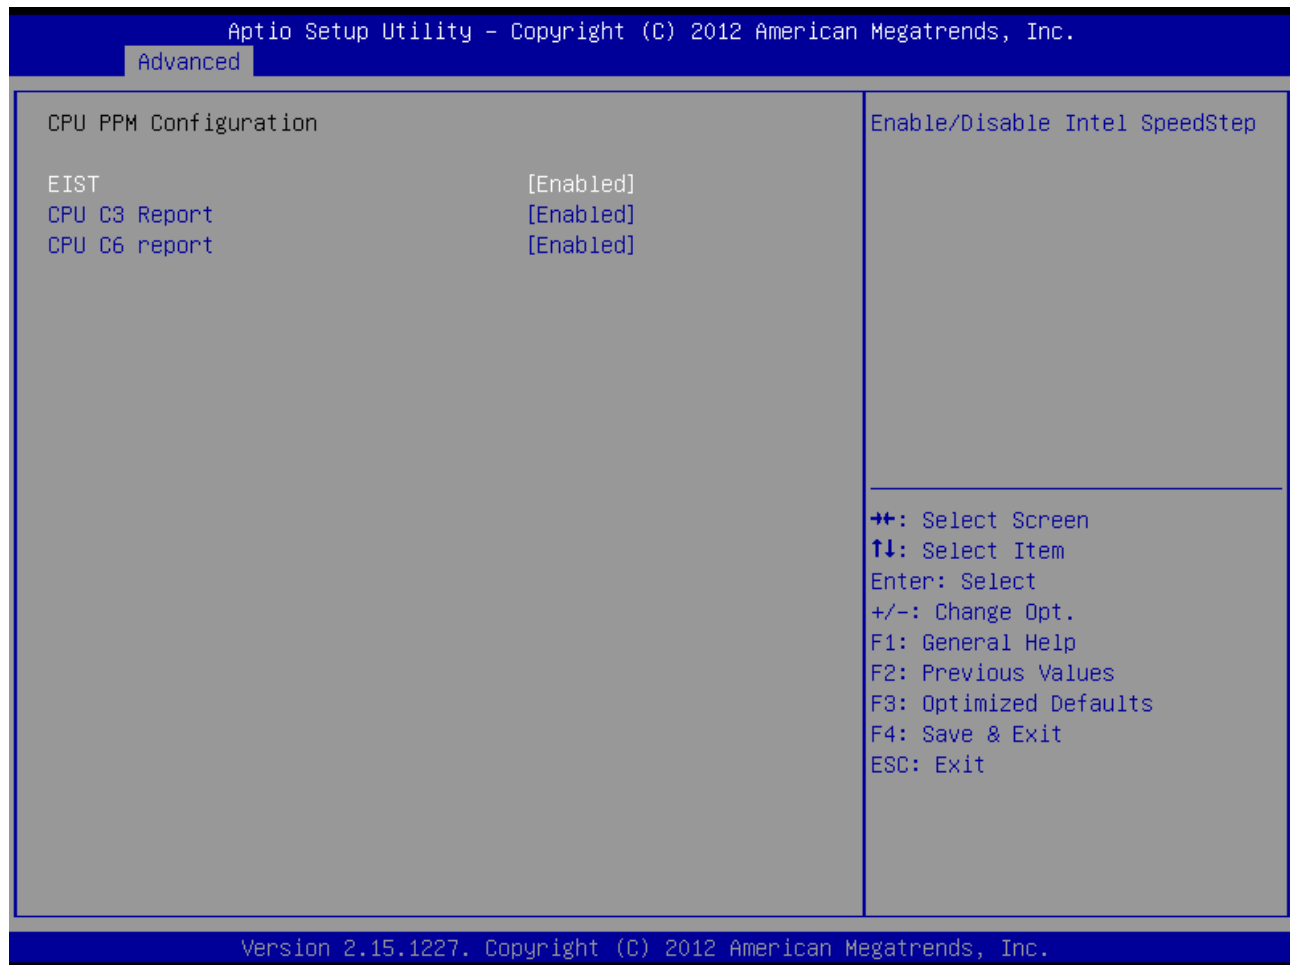 Aptio Setup Utility – Copyright (C) 2012 American Megatrends, Inc.
Advanced
CPU PPM Configuration
EIST [Enabled]
CPU C3 Report [Enabled]
CPU C6 report [Enabled]
Enable/Disable Intel SpeedStep
→←: Select Screen
↑↓: Select Item
Enter: Select
+/-: Change Opt.
F1: General Help
F2: Previous Values
F3: Optimized Defaults
F4: Save & Exit
ESC: Exit
Version 2.15.1227. Copyright (C) 2012 American Megatrends, Inc.